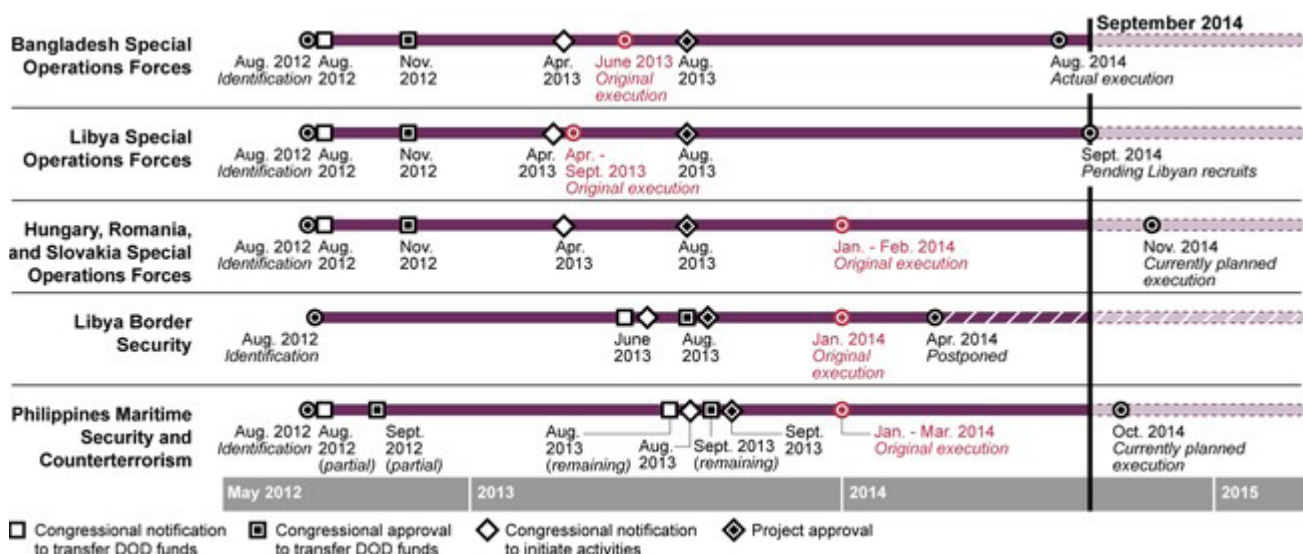 September 2014
Bangladesh Special
Operations Forces
Aug. 2012
Identification
Aug.
2012
Nov.
2012
Apr.
2013
June 2013
Original
execution
Aug.
2013
Aug. 2014
Actual execution
Libya Special
Operations Forces
Aug. 2012
Identification
Aug.
2012
Nov.
2012
Apr.
2013
Apr. -
Sept. 2013
Original execution
Aug.
2013
Sept. 2014
Pending Libyan recruits
Hungary, Romania,
and Slovakia Special
Operations Forces
Aug. 2012
Identification
Aug.
2012
Nov.
2012
Apr.
2013
Aug.
2013
Jan. - Feb. 2014
Original execution
Nov. 2014
Currently planned
execution
Libya Border
Security
Aug. 2012
Identification
June
2013
Aug.
2013
Jan. 2014
Original
execution
Apr. 2014
Postponed
Philippines Maritime
Security and
Counterterrorism
Aug. 2012
Identification
Aug.
2012
(partial)
Sept.
2012
(partial)
Aug.
2013
(remaining)
Aug.
2013
Sept. 2013
(remaining)
Sept.
2013
Jan. - Mar. 2014
Original execution
Oct. 2014
Currently planned
execution
May 2012
2013
2014
2015
Congressional notification
to transfer DOD funds
Congressional approval
to transfer DOD funds
Congressional notification
to initiate activities
Project approval